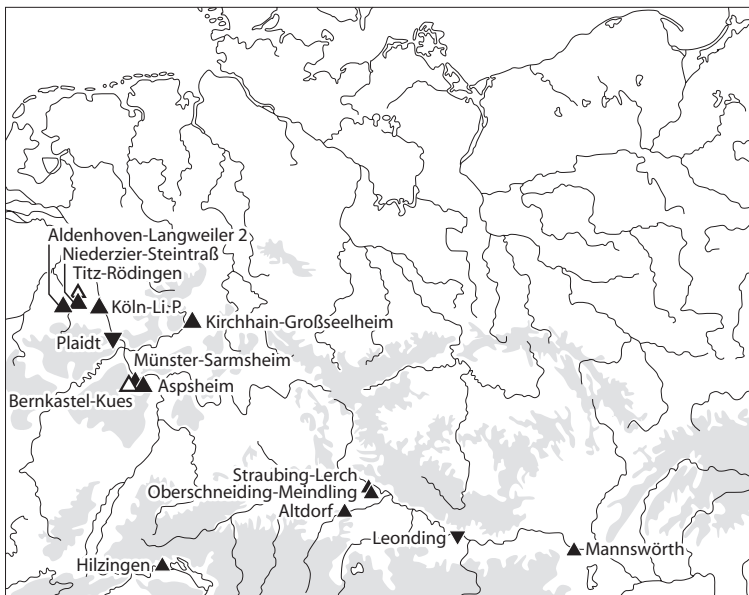 Aldenhoven-Langweiler 2
Niederzier-Steintraß
Titz-Rödingen
Köln-Li.P.
Kirchhain-Großseelheim
Plaidt
Münster-Sarmsheim
Aspsheim
Bernkastel-Kues
Straubing-Lerch
Oberschneiding-Meindling
Altdorf
Leonding
Mannswörth
Hilzingen